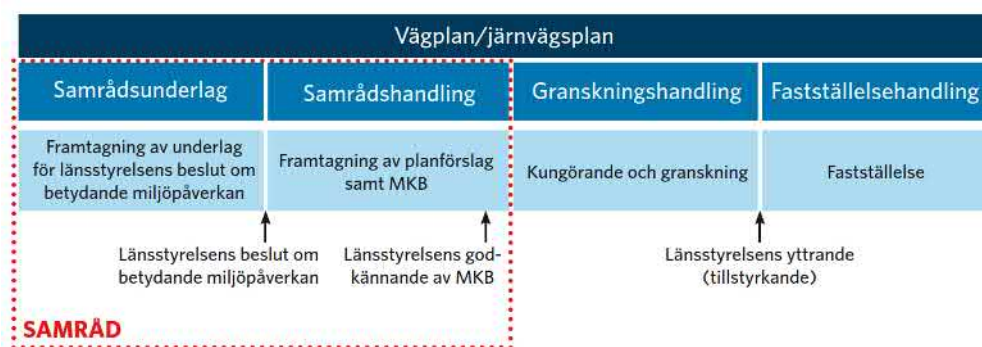 Vägplan/järnvägsplan
Samrådsunderlag
Samrådshandling
Granskningshandling
Fastställelsehandling
Framtagning av underlag
för länsstyrelsens beslut om
betydande miljöpåverkan
Framtagning av planförslag
samt MKB
Kungörande och granskning
Fastställelse
Länsstyrelsens beslut om
betydande miljöpåverkan
Länsstyrelsens god-
kännande av MKB
Länsstyrelsens yttrande
(tillstyrkande)
SAMRÅD